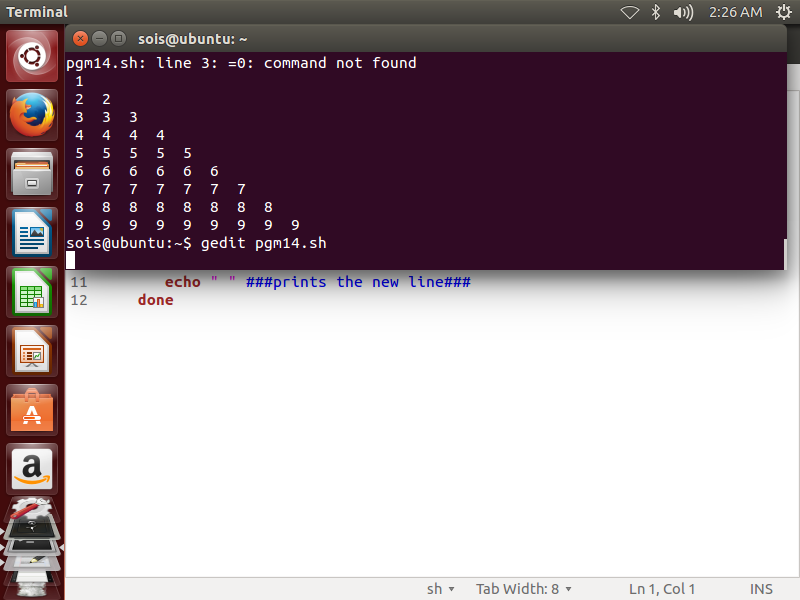 Terminal
2:26 AM
sois@ubuntu: ~
pgm14.sh: line 3: =0: command not found
1
2 2
3 3 3
4 4 4 4
5 5 5 5 5
6 6 6 6 6 6
7 7 7 7 7 7 7
8 8 8 8 8 8 8 8
9 9 9 9 9 9 9 9 9
sois@ubuntu:~$ gedit pgm14.sh
11 echo " " ###prints the new line###
12 done
a
sh Tab Width: 8 Ln 1, Col 1 INS